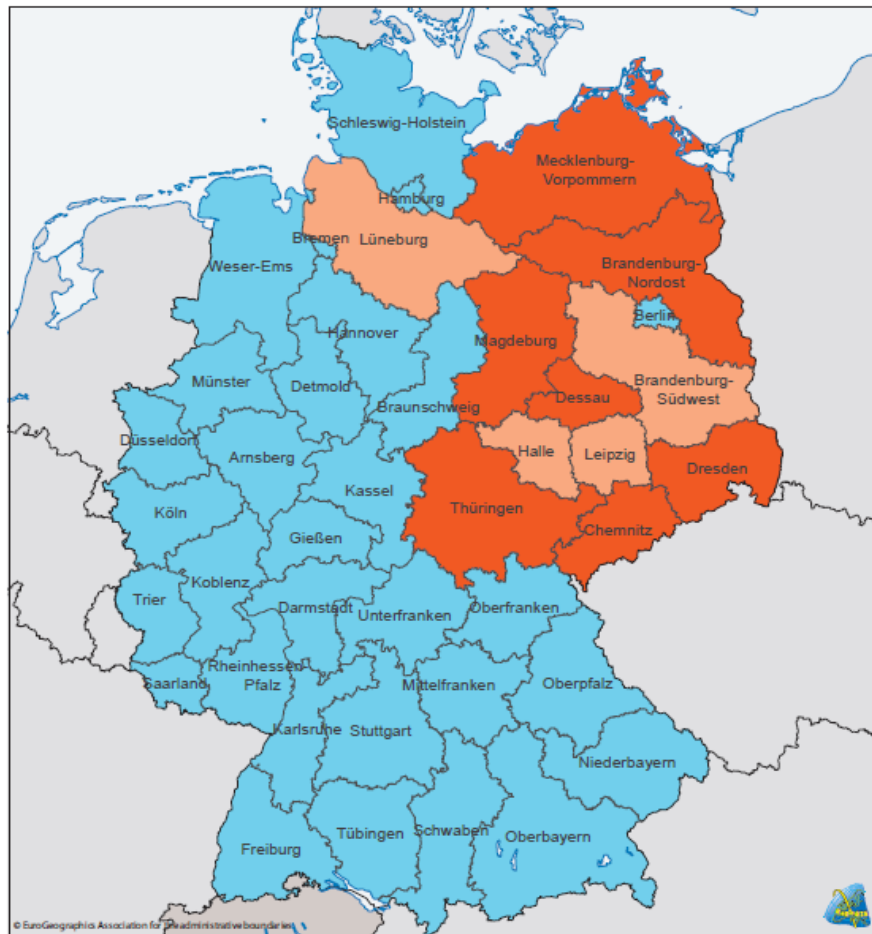 Schleswig-Holstein
Mecklenburg-
Vorpommern
Hamburg
Bremen
Lüneburg
Weser-Ems
Brandenburg-
Nordost
Berlin
Hannover
Magdeburg
Münster
Detmold
Brandenburg-
Südwest
Dessau
Braunschweig
Düsseldorf
Arnsberg
Halle
Leipzig
Dresden
Kassel
Köln
Thüringen
Chemnitz
Gießen
Koblenz
Trier
Darmstadt
Unterfranken
Oberfranken
Rheinhessen-
Pfalz
Saarland
Mittelfranken
Oberpfalz
Karlsruhe
Stuttgart
Niederbayern
Tübingen
Schwaben
Oberbayern
Freiburg
© EuroGeographics Association for the administrative boundaries